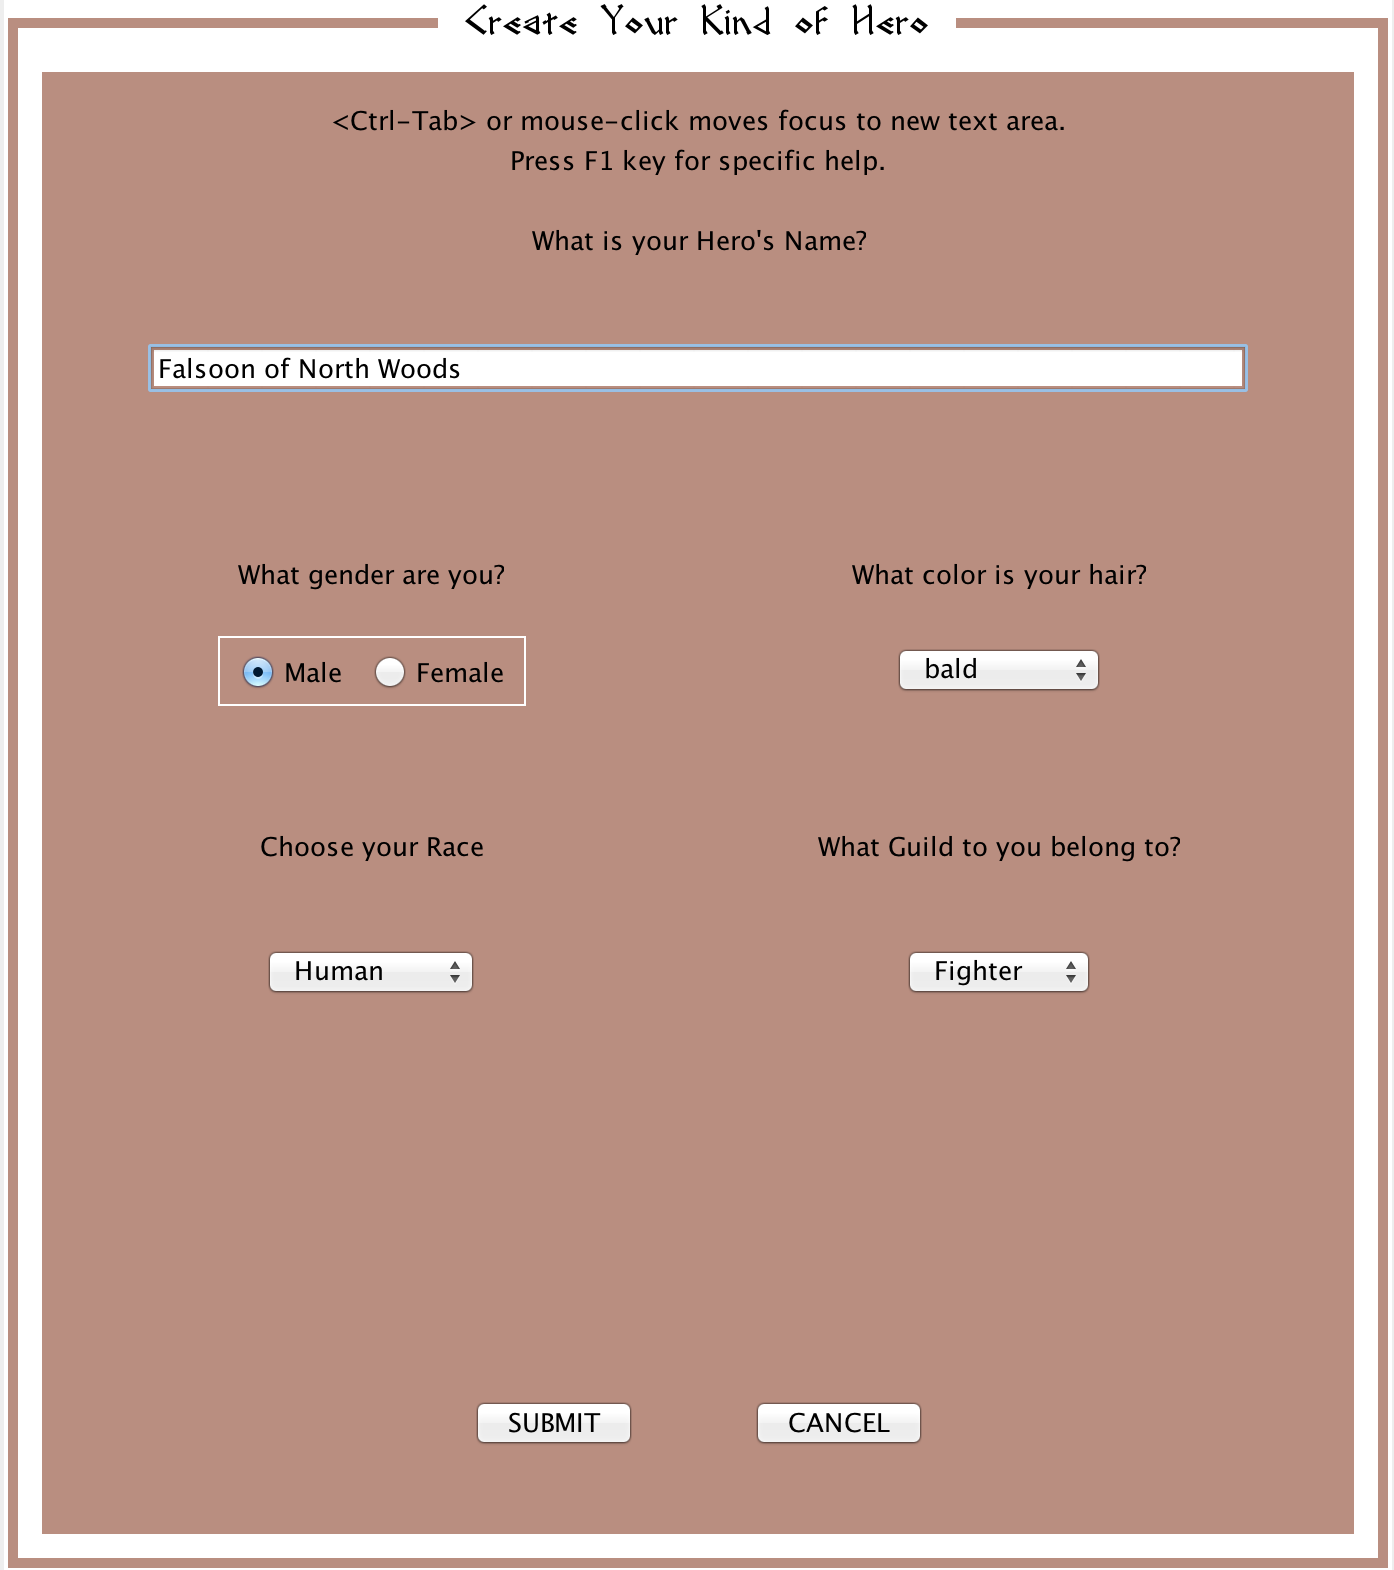 Create Your Kind of Hero
<Ctrl-Tab> or mouse-click moves focus to new text area.
Press F1 key for specific help.
What is your Hero's Name?
Falsoon of North Woods
What gender are you?
What color is your hair?
Male
Female
bald
Choose your Race
What Guild to you belong to?
Human
Fighter
SUBMIT
CANCEL